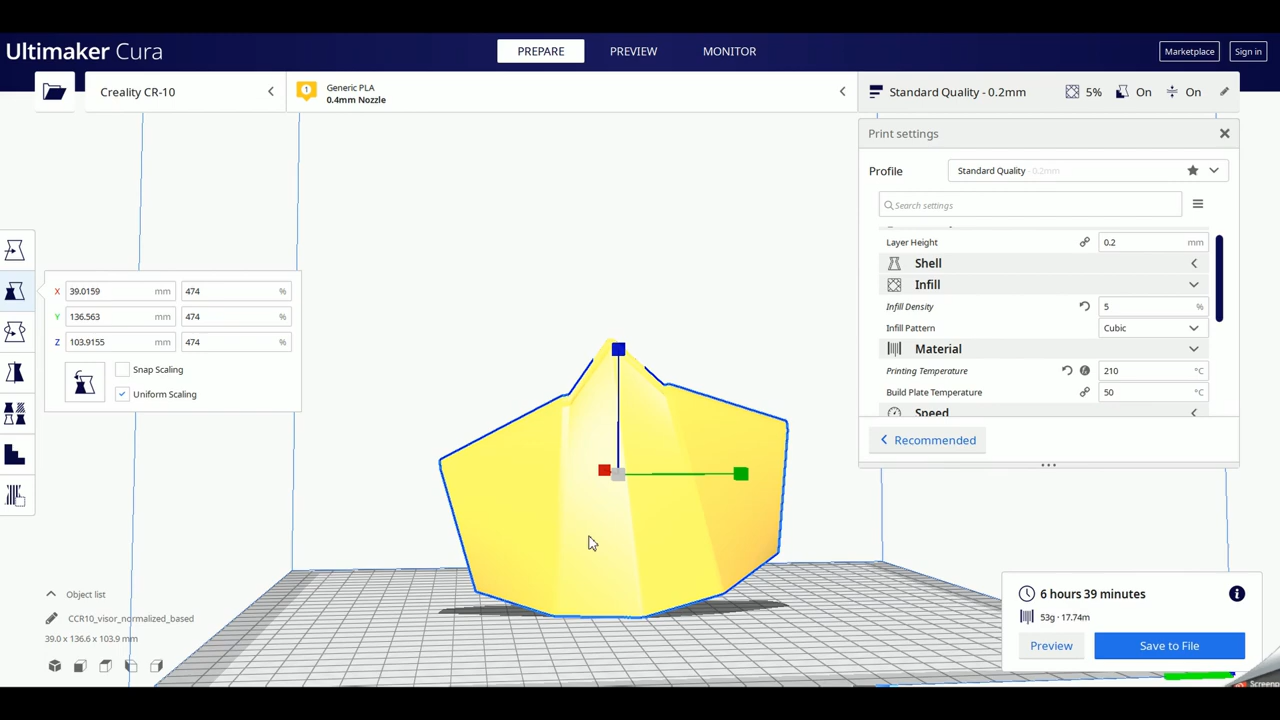 Ultimaker Cura
PREPARE
PREVIEW
MONITOR
Marketplace
Sign in
Creality CR-10
1
Generic PLA
0.4mm Nozzle
Standard Quality - 0.2mm
5%
On
On
Print settings
Profile
Standard Quality - 0.2mm
Search settings
Layer Height
0.2 mm
Shell
Infill
Infill Density
5 %
Infill Pattern
Cubic
Material
Printing Temperature
210 °C
Build Plate Temperature
50 °C
Speed
Recommended
X 39.0159 mm 474 %
Y 136.563 mm 474 %
Z 103.9155 mm 474 %
Snap Scaling
Uniform Scaling
Object list
CCR10_visor_normalized_based
39.0 x 136.6 x 103.9 mm
6 hours 39 minutes
53g · 17.74m
Preview
Save to File